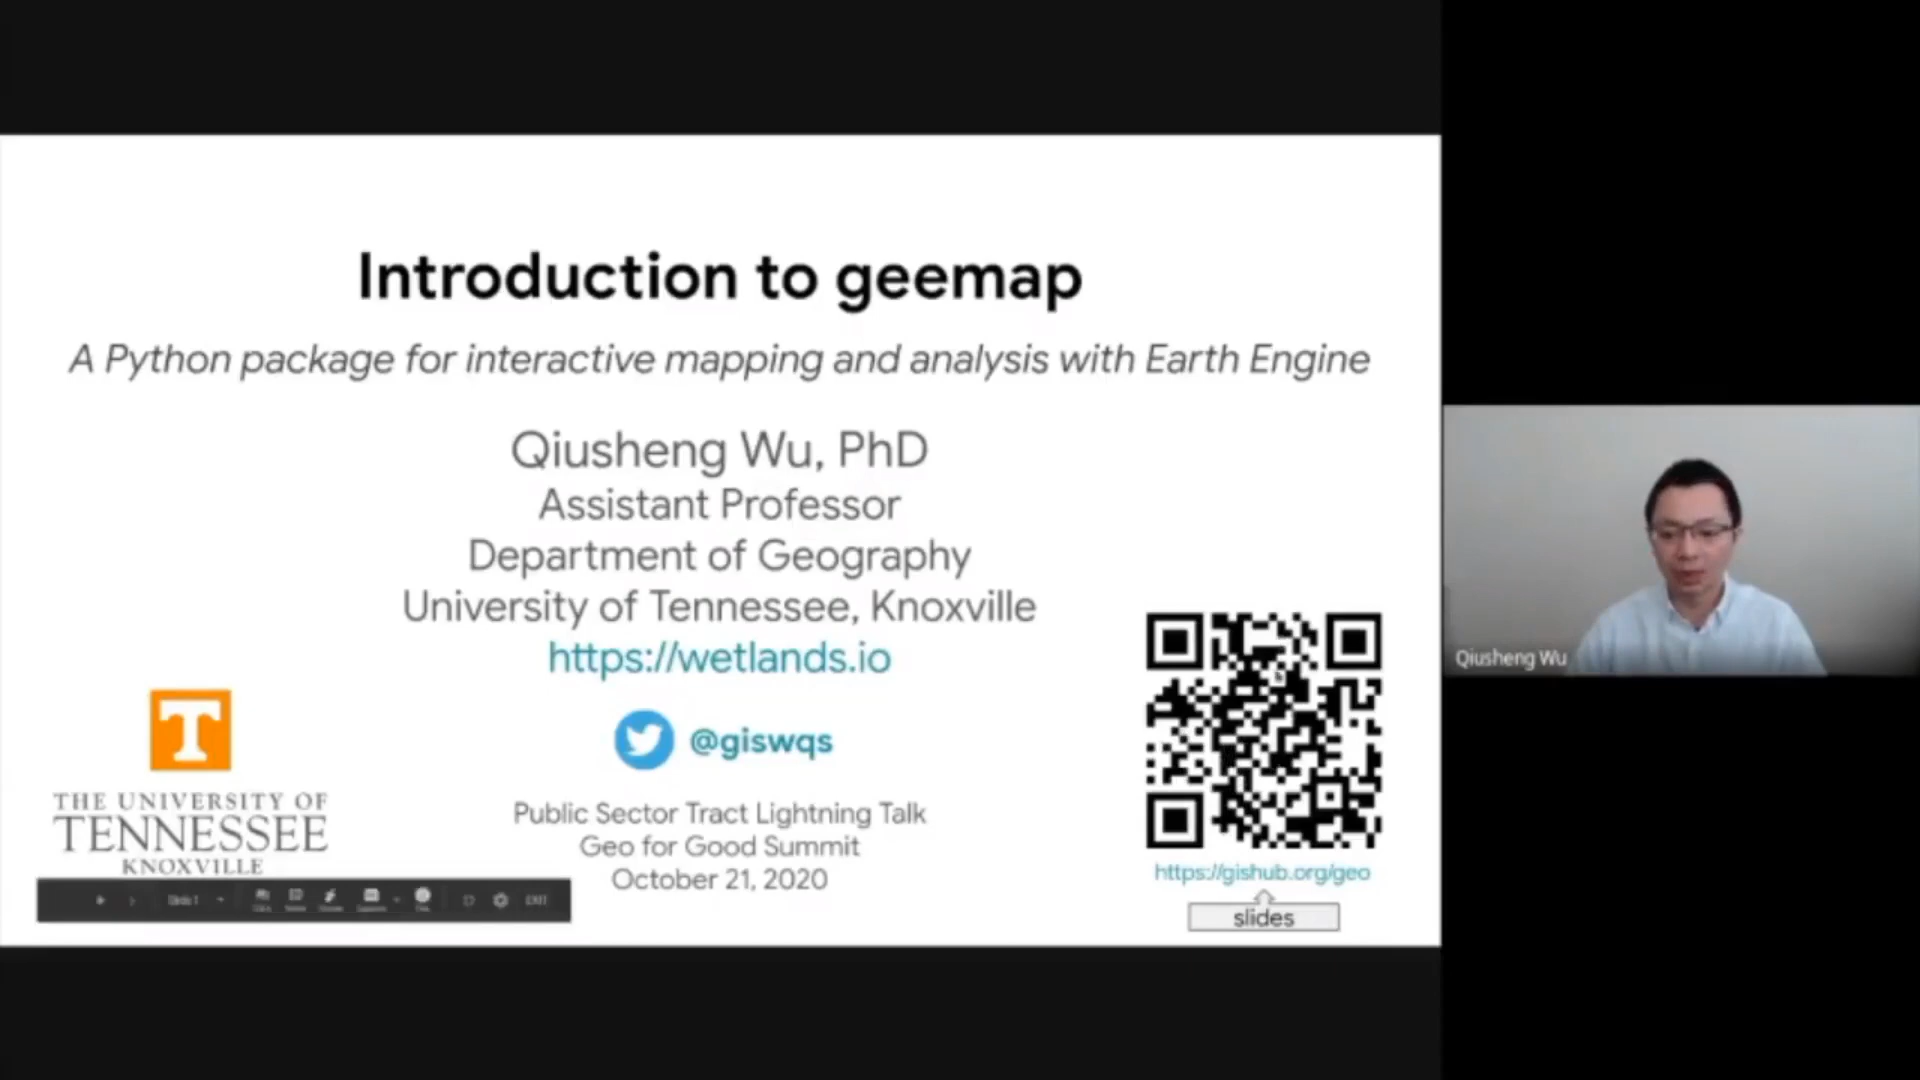 Introduction to geemap
A Python package for interactive mapping and analysis with Earth Engine
Qiusheng Wu, PhD
Assistant Professor
Department of Geography
University of Tennessee, Knoxville
https://wetlands.io
@giswqs
Public Sector Tract Lightning Talk
Geo for Good Summit
October 21, 2020
T
THE UNIVERSITY OF
TENNESSEE
KNOXVILLE
EXIT
https://gishub.org/geo
slides
Qiusheng Wu